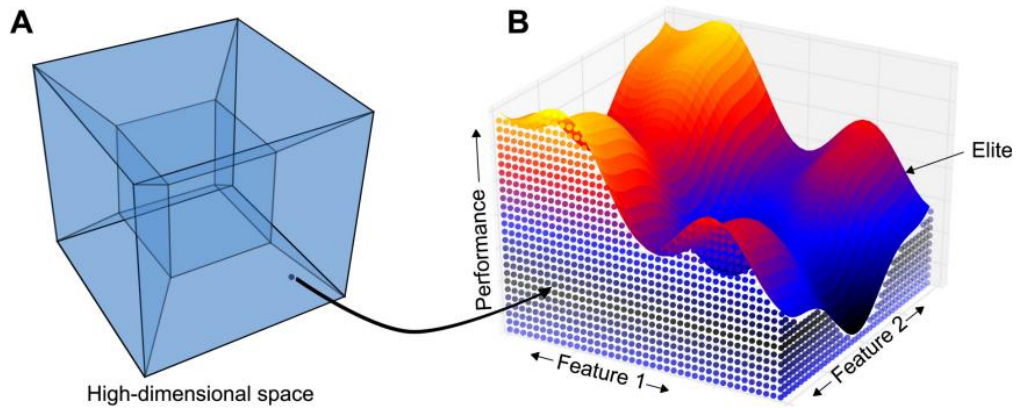 A
B
High-dimensional space
Performance
Feature 1
Feature 2
Elite